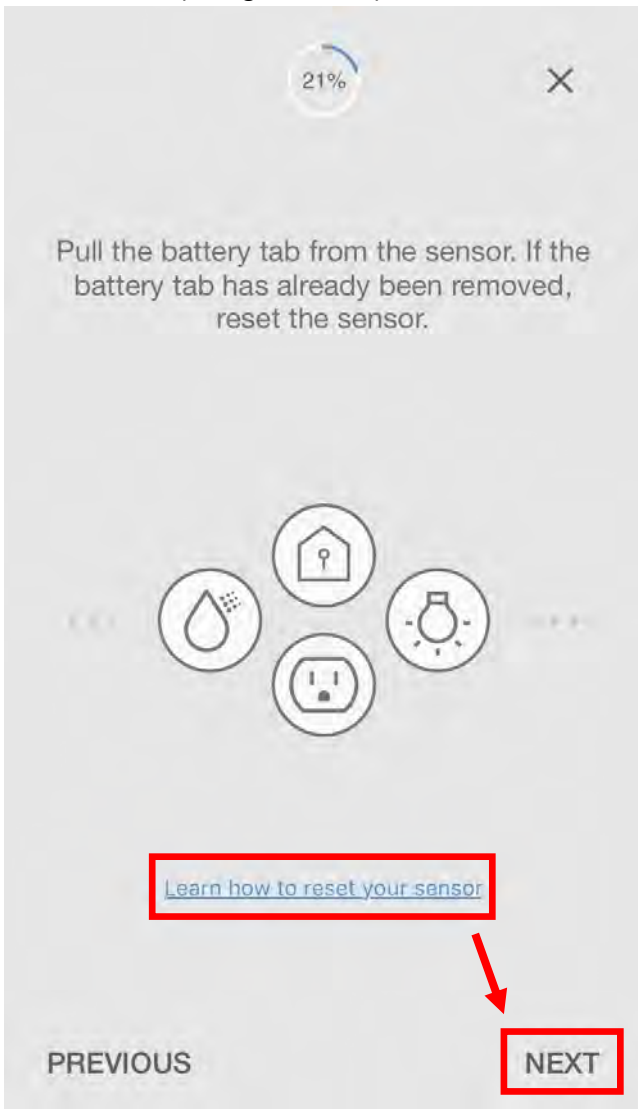 21%
Pull the battery tab from the sensor. If the
battery tab has already been removed,
reset the sensor.
Learn how to reset your sensor
PREVIOUS
NEXT